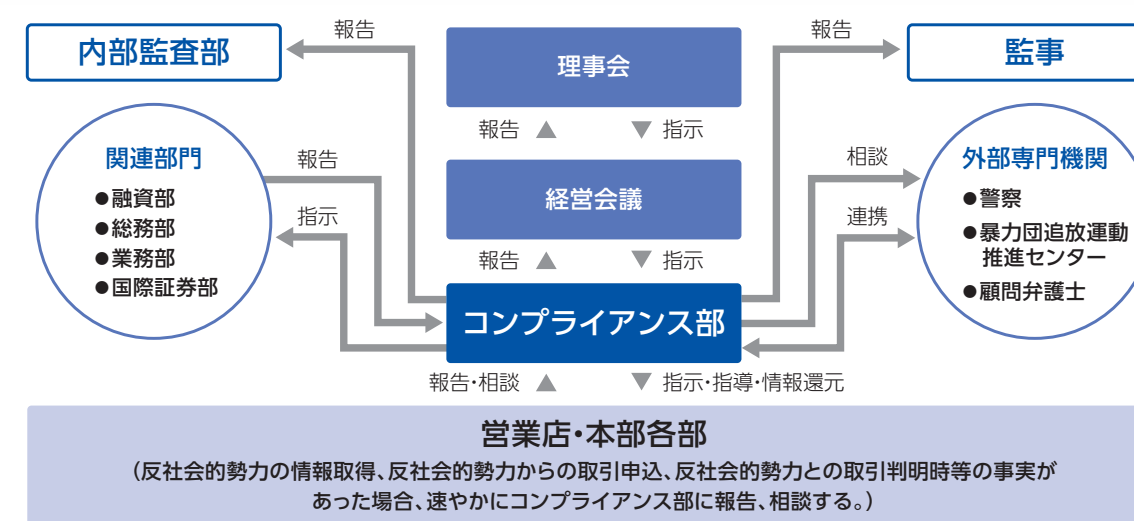 報告
報告
内部監査部
理事会
監事
報告 ▲
▼ 指示
関連部門
●融資部
●総務部
●業務部
●国際証券部
報告
指示
経営会議
相談
連携
外部専門機関
●警察
●暴力団追放運動
推進センター
●顧問弁護士
報告 ▲
▼ 指示
コンプライアンス部
報告・相談 ▲
▼ 指示・指導・情報還元
営業店・本部各部
(反社会的勢力の情報取得、反社会的勢力からの取引申込、反社会的勢力との取引判明時等の事実が
あった場合、速やかにコンプライアンス部に報告、相談する。)